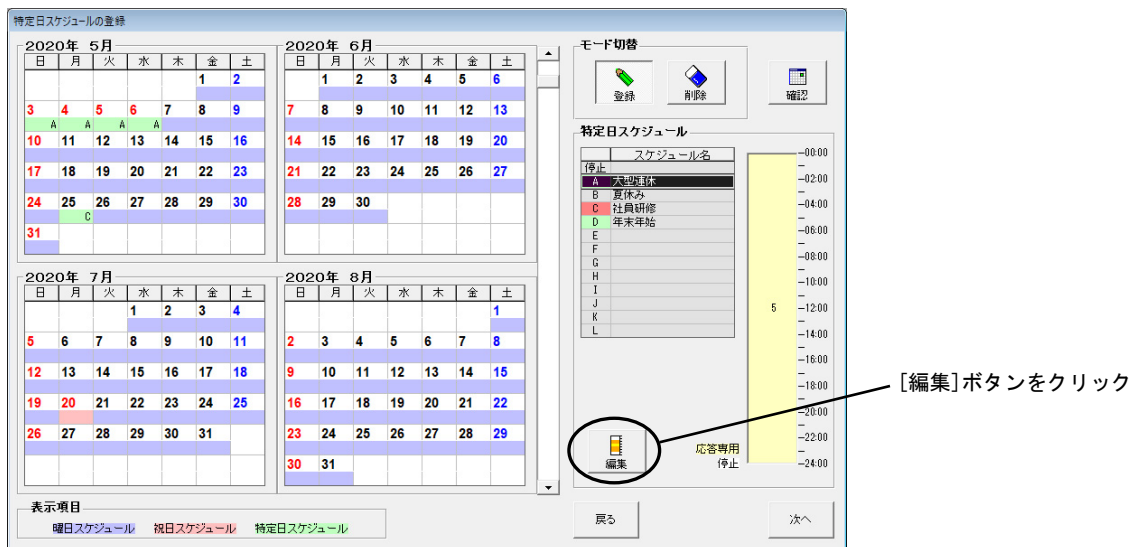 特定日スケジュールの登録
2020年 5月
日 月 火 水 木 金 土
1 2
3 4 5 6 7 8 9
A A A A
10 11 12 13 14 15 16
17 18 19 20 21 22 23
24 25 26 27 28 29 30
C
31
2020年 6月
日 月 火 水 木 金 土
1 2 3 4 5 6
7 8 9 10 11 12 13
14 15 16 17 18 19 20
21 22 23 24 25 26 27
28 29 30
2020年 7月
日 月 火 水 木 金 土
1 2 3 4
5 6 7 8 9 10 11
12 13 14 15 16 17 18
19 20 21 22 23 24 25
26 27 28 29 30 31
2020年 8月
日 月 火 水 木 金 土
1
2 3 4 5 6 7 8
9 10 11 12 13 14 15
16 17 18 19 20 21 22
23 24 25 26 27 28 29
30 31
表示項目
曜日スケジュール 祝日スケジュール 特定日スケジュール
モード切替
登録 削除
確認
特定日スケジュール
スケジュール名
停止
A 大型連休
B 夏休み
C 社員研修
D 年末年始
E
F
G
H
I
J
K
L
5
00:00
02:00
04:00
06:00
08:00
10:00
12:00
14:00
16:00
18:00
20:00
22:00
24:00
応答専用
停止
編集
戻る 次へ
[編集]ボタンをクリック